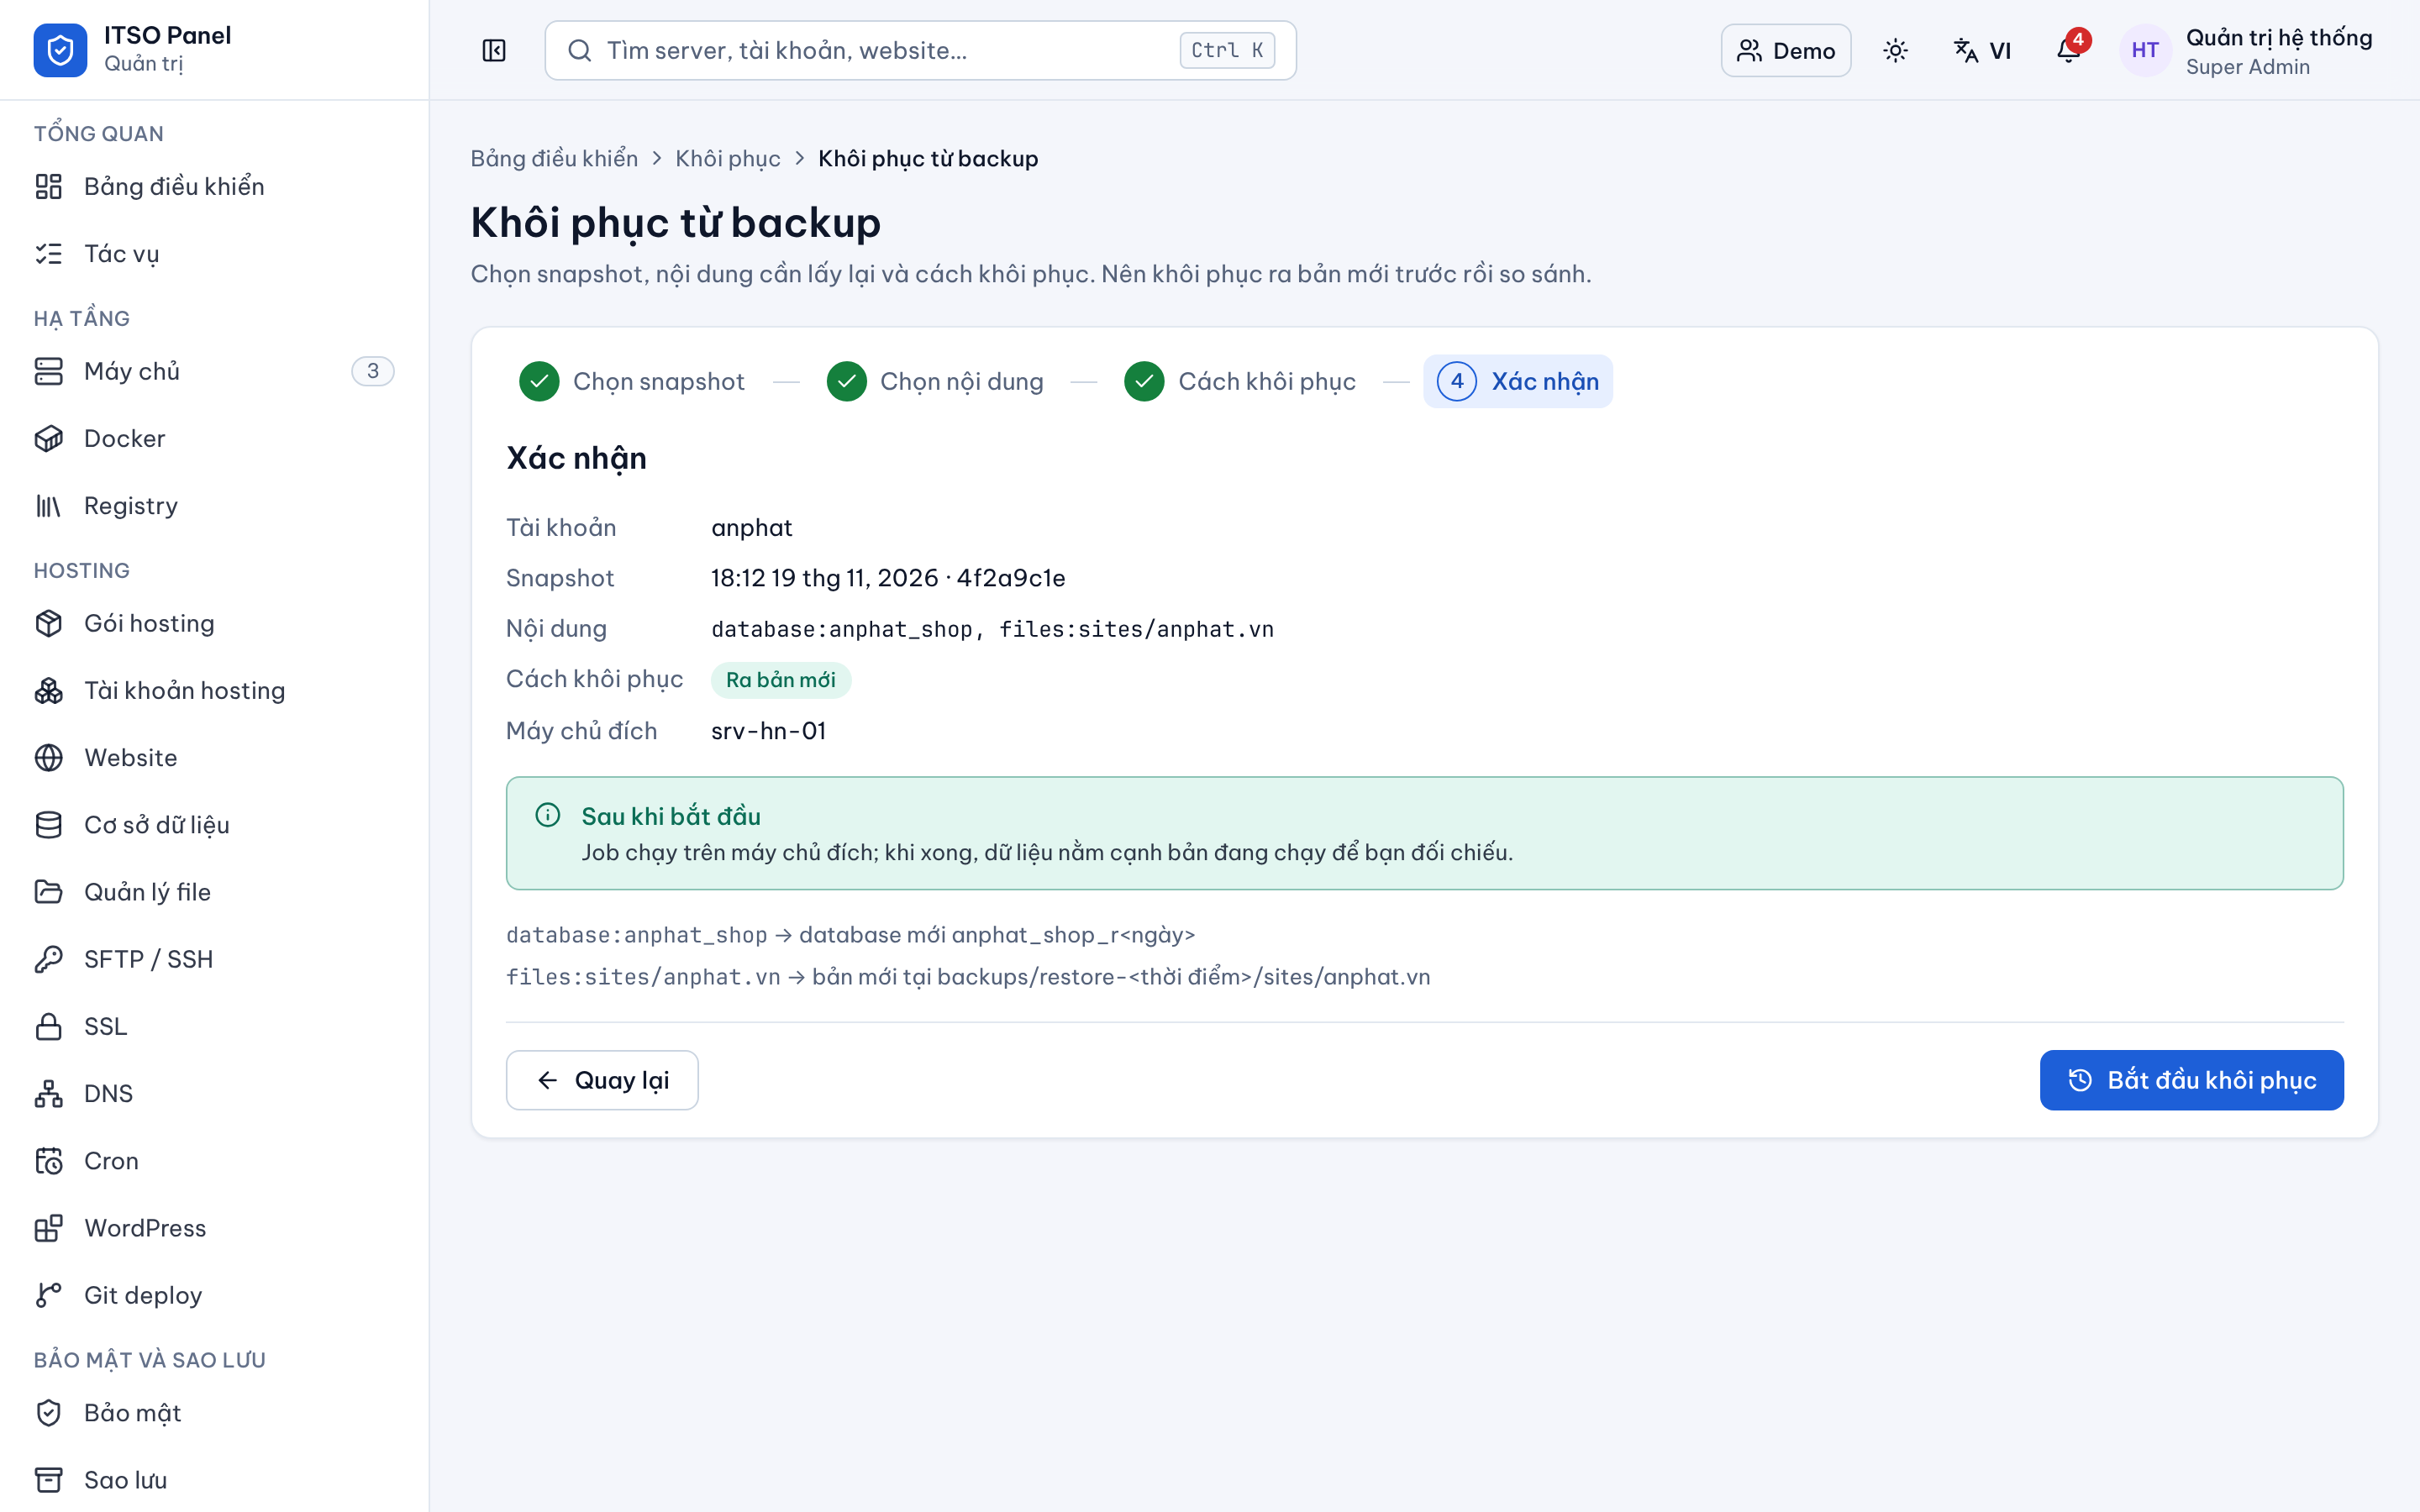 ITSO Panel
Quản trị
TỔNG QUAN
Bảng điều khiển
Tác vụ
HẠ TẦNG
Máy chủ 3
Docker
Registry
HOSTING
Gói hosting
Tài khoản hosting
Website
Cơ sở dữ liệu
Quản lý file
SFTP / SSH
SSL
DNS
Cron
WordPress
Git deploy
BẢO MẬT VÀ SAO LƯU
Bảo mật
Sao lưu
Tìm server, tài khoản, website... Ctrl K
Demo
VI
4
HT
Quản trị hệ thống
Super Admin
Bảng điều khiển > Khôi phục > Khôi phục từ backup
Khôi phục từ backup
Chọn snapshot, nội dung cần lấy lại và cách khôi phục. Nên khôi phục ra bản mới trước rồi so sánh.
Chọn snapshot — Chọn nội dung — Cách khôi phục — 4 Xác nhận
Xác nhận
Tài khoản anphat
Snapshot 18:12 19 thg 11, 2026 · 4f2a9c1e
Nội dung database:anphat_shop, files:sites/anphat.vn
Cách khôi phục Ra bản mới
Máy chủ đích srv-hn-01
Sau khi bắt đầu
Job chạy trên máy chủ đích; khi xong, dữ liệu nằm cạnh bản đang chạy để bạn đối chiếu.
database:anphat_shop → database mới anphat_shop_r<ngày>
files:sites/anphat.vn → bản mới tại backups/restore-<thời điểm>/sites/anphat.vn
Quay lại
Bắt đầu khôi phục